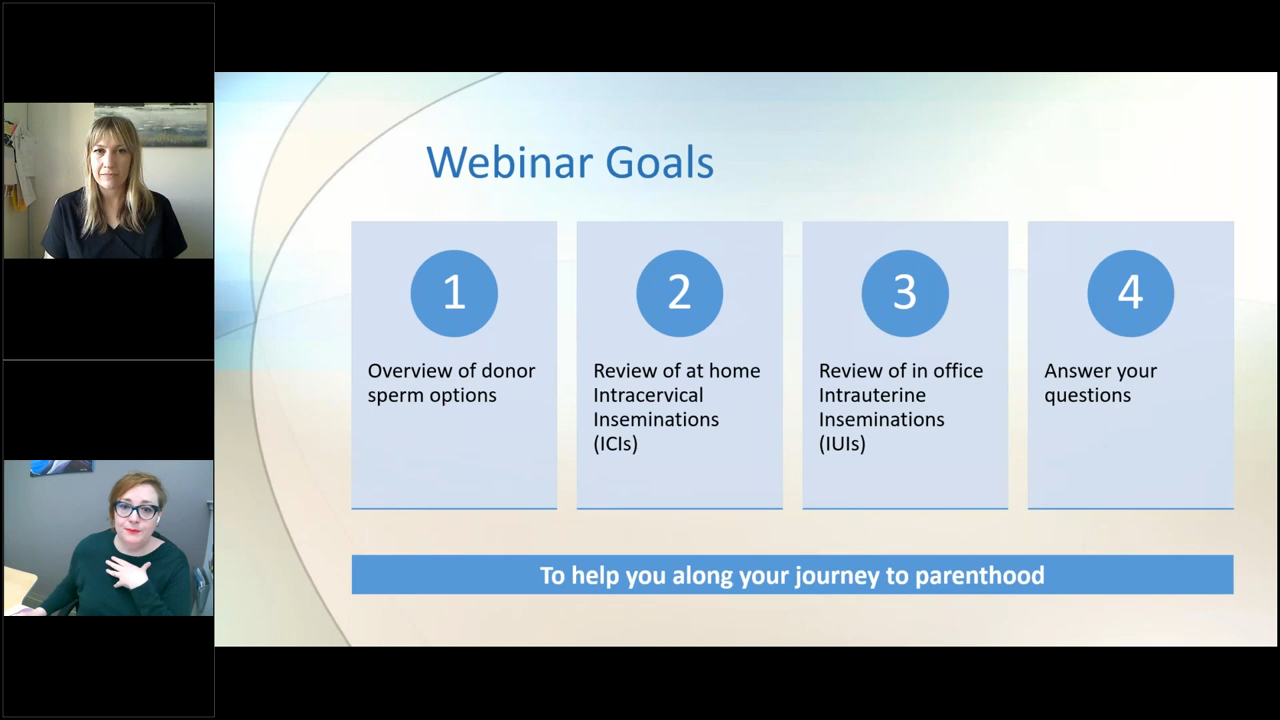 Webinar Goals
1
Overview of donor
sperm options
2
Review of at home
Intracervical
Inseminations
(ICIs)
3
Review of in office
Intrauterine
Inseminations
(IUIs)
4
Answer your
questions
To help you along your journey to parenthood